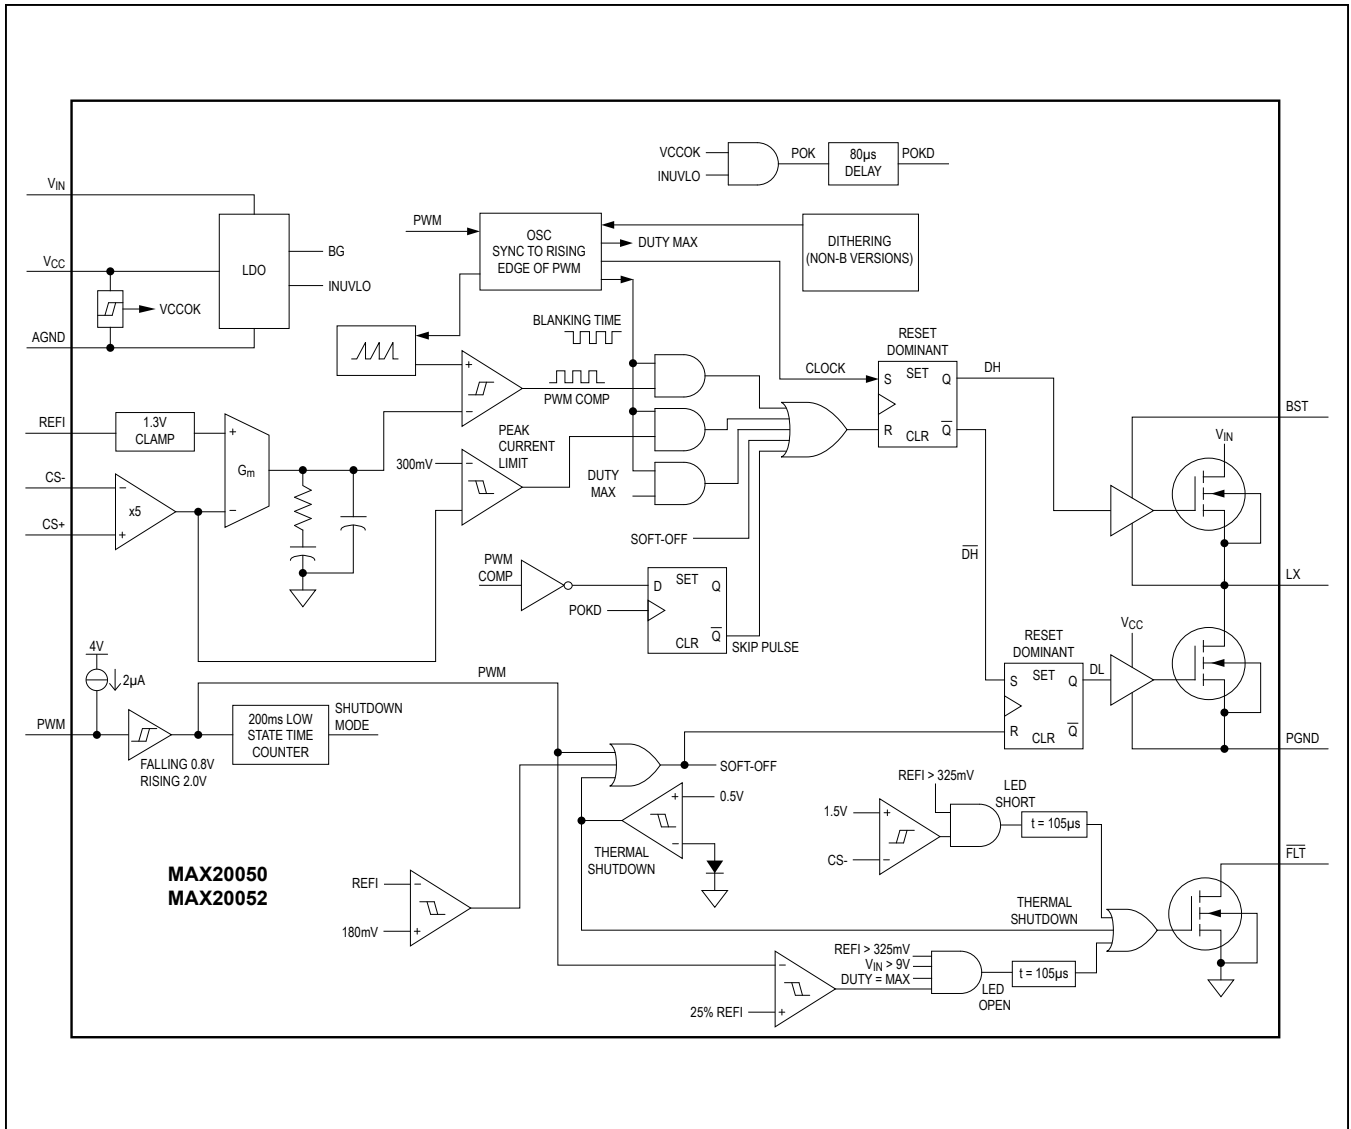 VCCOK
INUVLO
POK
80µs
DELAY
POKD
VIN
LDO
BG
INUVLO
VCC
VCCOK
AGND
PWM
OSC
SYNC TO RISING
EDGE OF PWM
DUTY MAX
DITHERING
(NON-B VERSIONS)
BLANKING TIME
RESET
DOMINANT
CLOCK
S
SET
Q
R
CLR
Q
DH
DH
+
−
PWM COMP
REFI
1.3V
CLAMP
+
Gm
−
CS-
CS+
−
x5
+
300mV
−
PEAK
CURRENT
LIMIT
DUTY
MAX
SOFT-OFF
PWM
COMP
POKD
D
SET
Q
CLR
Q
SKIP PULSE
BST
VIN
LX
VCC
PGND
RESET
DOMINANT
S
SET
Q
R
CLR
Q
DL
4V
2µA
PWM
FALLING 0.8V
RISING 2.0V
200ms LOW
STATE TIME
COUNTER
SHUTDOWN
MODE
PWM
SOFT-OFF
+
0.5V
−
THERMAL
SHUTDOWN
REFI
−
180mV
+
REFI > 325mV
LED
SHORT
1.5V
+
CS-
−
t = 105µs
FLT
THERMAL
SHUTDOWN
−
25% REFI
+
REFI > 325mV
VIN > 9V
DUTY = MAX
LED
OPEN
t = 105µs
MAX20050
MAX20052